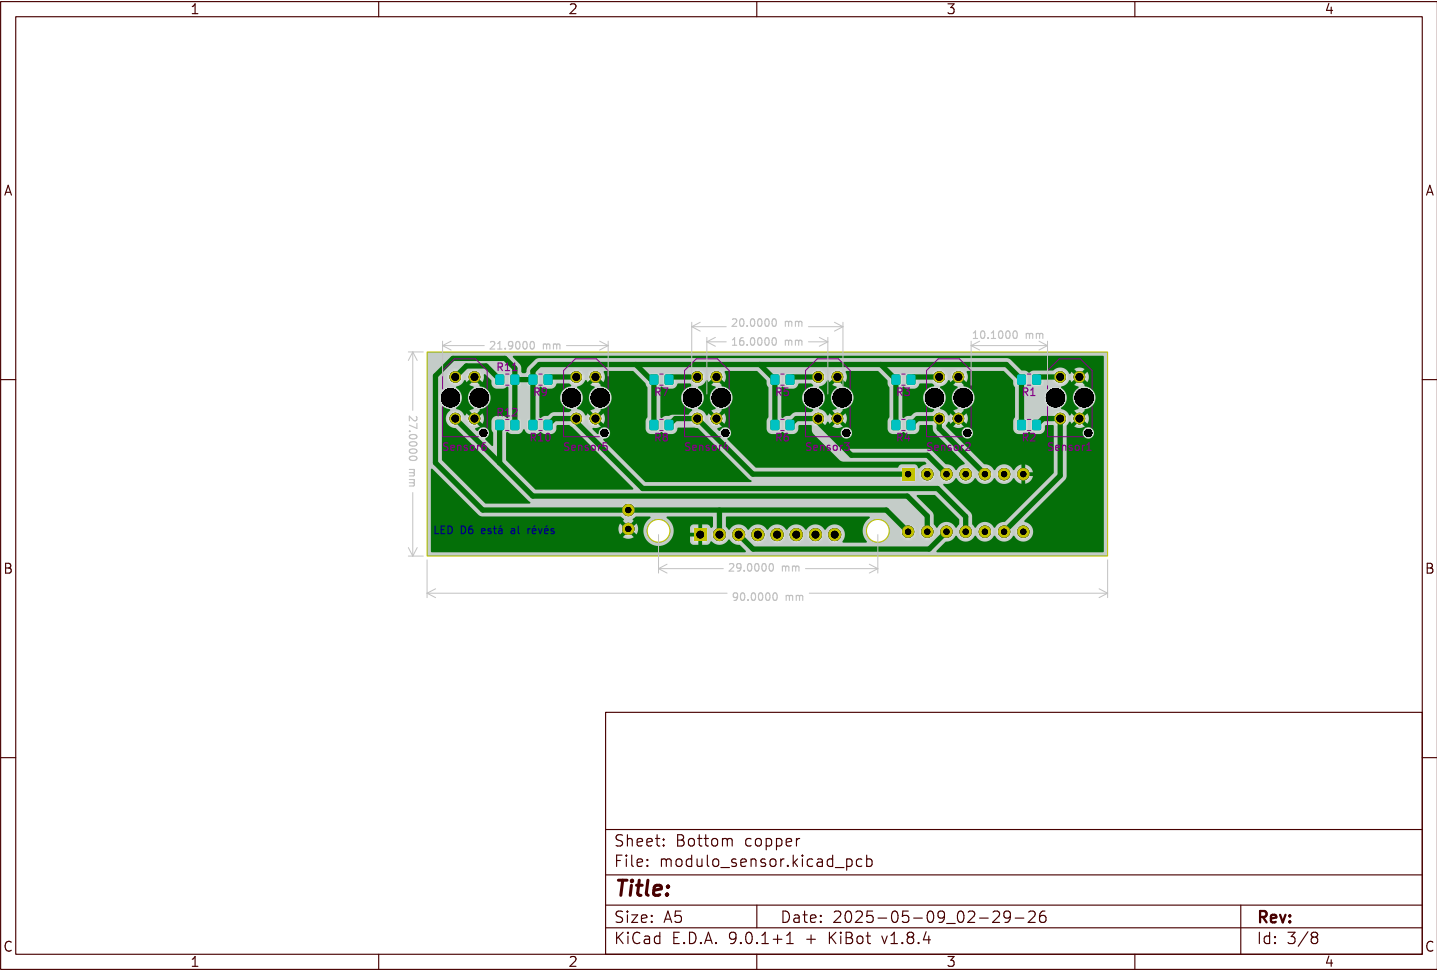 1 2 3 4
A A
20.0000 mm
10.1000 mm
16.0000 mm
21.9000 mm
R9 R7 R5 R3 R1
27.0000 mm
R10 R8 R6 R4 R2
Sensor6 Sensor5 Sensor3 Sensor2 Sensor1
LED D6 está al révés
B B
29.0000 mm
90.0000 mm
Sheet: Bottom copper
File: modulo_sensor.kicad_pcb
Title:
Size: A5 Date: 2025-05-09_02-29-26 Rev:
KiCad E.D.A. 9.0.1+1 + KiBot v1.8.4 Id: 3/8
C C
1 2 3 4